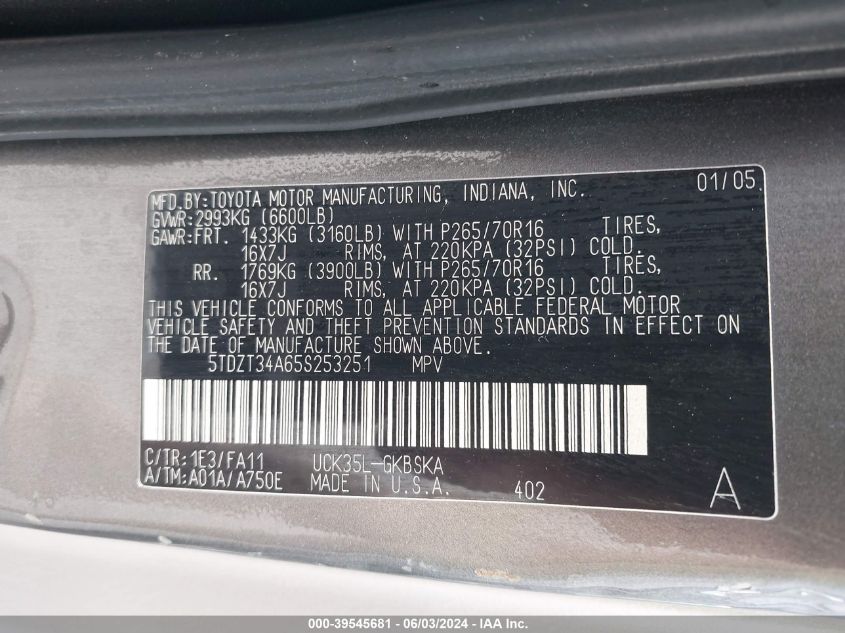 MFD.BY:TOYOTA MOTOR MANUFACTURING, INDIANA, INC. 01/05
GVWR:2993KG (6600LB)
GAWR:FRT. 1433KG (3160LB) WITH P265/70R16 TIRES,
16X7J RIMS, AT 220KPA (32PSI) COLD.
RR. 1769KG (3900LB) WITH P265/70R16 TIRES,
16X7J RIMS, AT 220KPA (32PSI) COLD.
THIS VEHICLE CONFORMS TO ALL APPLICABLE FEDERAL MOTOR
VEHICLE SAFETY AND THEFT PREVENTION STANDARDS IN EFFECT ON
THE DATE OF MANUFACTURE SHOWN ABOVE.
5TDZT34A65S253251 MPV
C/TR:1E3/FA11 UCK35L-GKBSKA
A/TM:A01A/A750E MADE IN U.S.A. 402 A
000-39545681 / 06/03/2024 - IAA Inc.